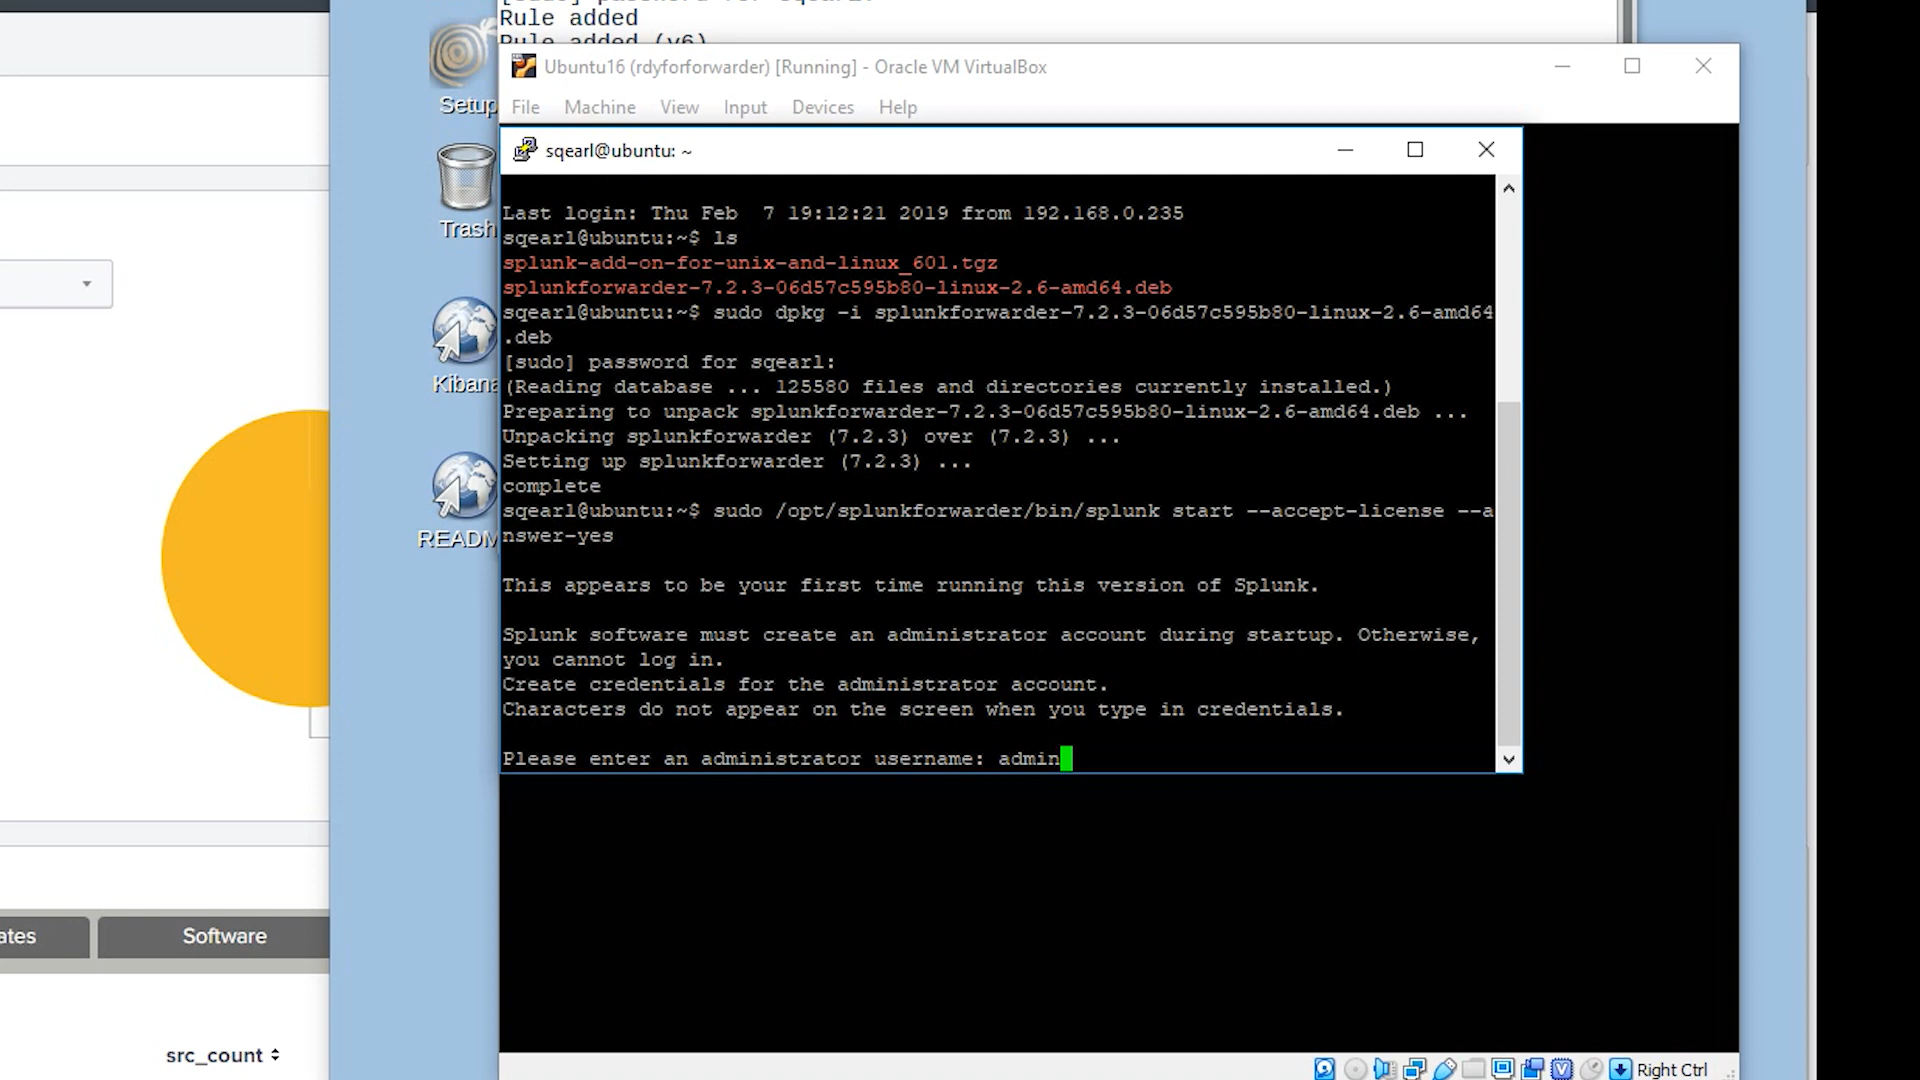 Rule added
Rule added (v6)
Setup
Trash
Kibana
Ubuntu16 (rdyforforwarder) [Running] - Oracle VM VirtualBox
File Machine View Input Devices Help
sqearl@ubuntu: ~
Last login: Thu Feb  7 19:12:21 2019 from 192.168.0.235
sqearl@ubuntu:~$ ls
splunk-add-on-for-unix-and-linux_601.tgz
splunkforwarder-7.2.3-06d57c595b80-linux-2.6-amd64.deb
sqearl@ubuntu:~$ sudo dpkg -i splunkforwarder-7.2.3-06d57c595b80-linux-2.6-amd64
.deb
[sudo] password for sqearl:
(Reading database ... 125580 files and directories currently installed.)
Preparing to unpack splunkforwarder-7.2.3-06d57c595b80-linux-2.6-amd64.deb ...
Unpacking splunkforwarder (7.2.3) over (7.2.3) ...
Setting up splunkforwarder (7.2.3) ...
complete
sqearl@ubuntu:~$ sudo /opt/splunkforwarder/bin/splunk start --accept-license --a
nswer-yes
This appears to be your first time running this version of Splunk.
Splunk software must create an administrator account during startup. Otherwise,
you cannot log in.
Create credentials for the administrator account.
Characters do not appear on the screen when you type in credentials.
Please enter an administrator username: admin
READM
ates
Software
src_count
Right Ctrl